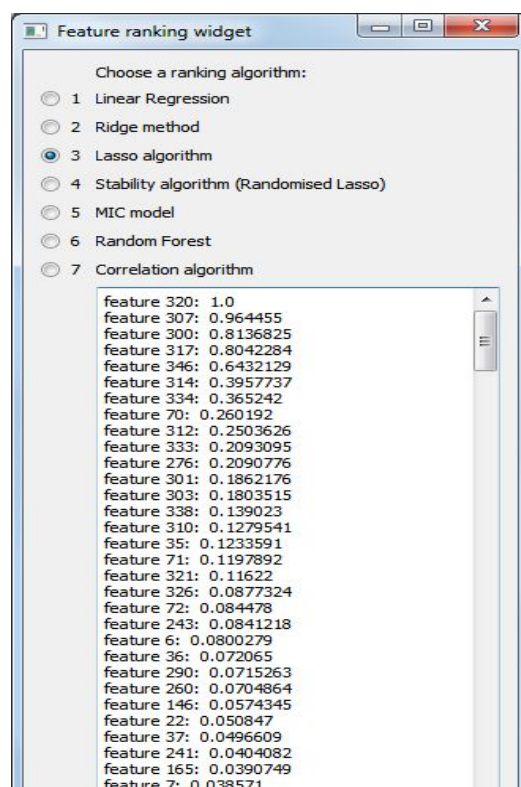 Feature ranking widget
Choose a ranking algorithm:
1 Linear Regression
2 Ridge method
3 Lasso algorithm
4 Stability algorithm (Randomised Lasso)
5 MIC model
6 Random Forest
7 Correlation algorithm
feature 320: 1.0
feature 307: 0.964455
feature 300: 0.8136825
feature 317: 0.8042284
feature 346: 0.6432129
feature 314: 0.3957737
feature 334: 0.365242
feature 70: 0.260192
feature 312: 0.2503626
feature 333: 0.2093095
feature 276: 0.2090776
feature 301: 0.1862176
feature 303: 0.1803515
feature 338: 0.139023
feature 310: 0.1279541
feature 35: 0.1233591
feature 71: 0.1197892
feature 321: 0.11622
feature 326: 0.0877324
feature 72: 0.084478
feature 243: 0.0841218
feature 6: 0.0800279
feature 36: 0.072065
feature 290: 0.0715263
feature 260: 0.0704864
feature 146: 0.0574345
feature 22: 0.050847
feature 37: 0.0496609
feature 241: 0.0404082
feature 165: 0.0390749
feature 7: 0.038571